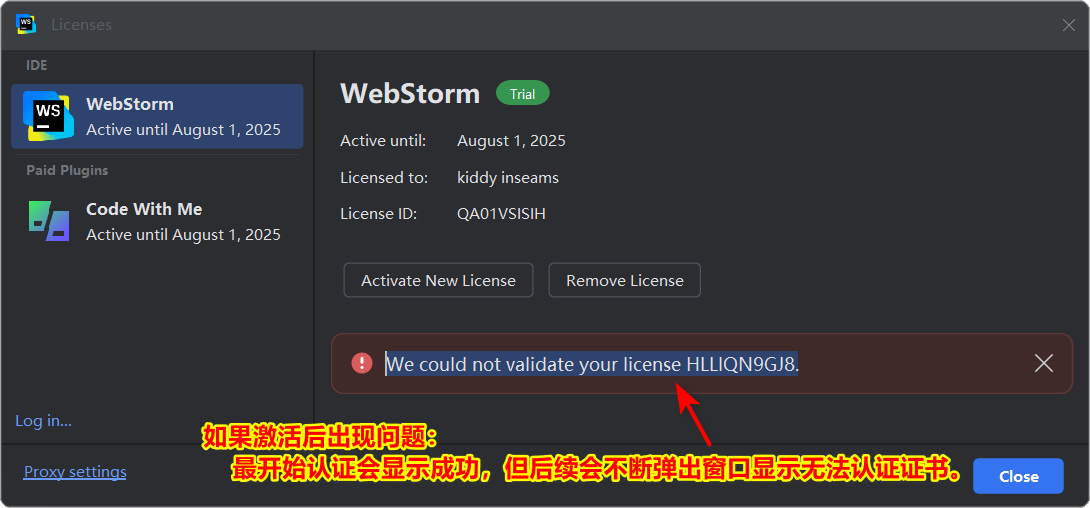 WS
Licenses
IDE
WS
WebStorm
Active until August 1, 2025
Paid Plugins
Code With Me
Active until August 1, 2025
Log in...
Proxy settings
WebStorm Trial
Active until: August 1, 2025
Licensed to: kiddy inseams
License ID: QA01VSISIH
Activate New License Remove License
We could not validate your license HLLIQN9GJ8.
如果激活后出现问题：
最开始认证会显示成功，但后续会不断弹出窗口显示无法认证证书。
Close